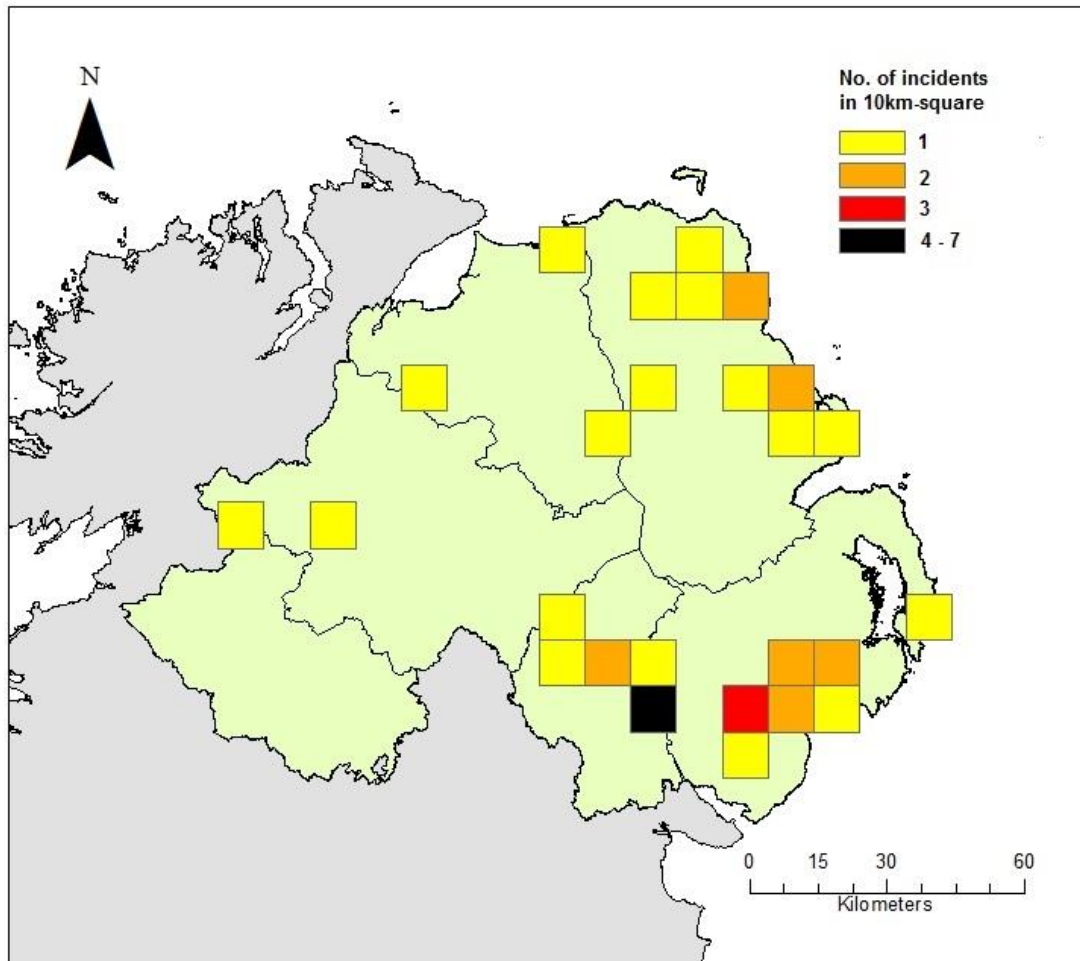 N
No. of incidents
in 10km-square
1
2
3
4 - 7
0 15 30 60
Kilometers